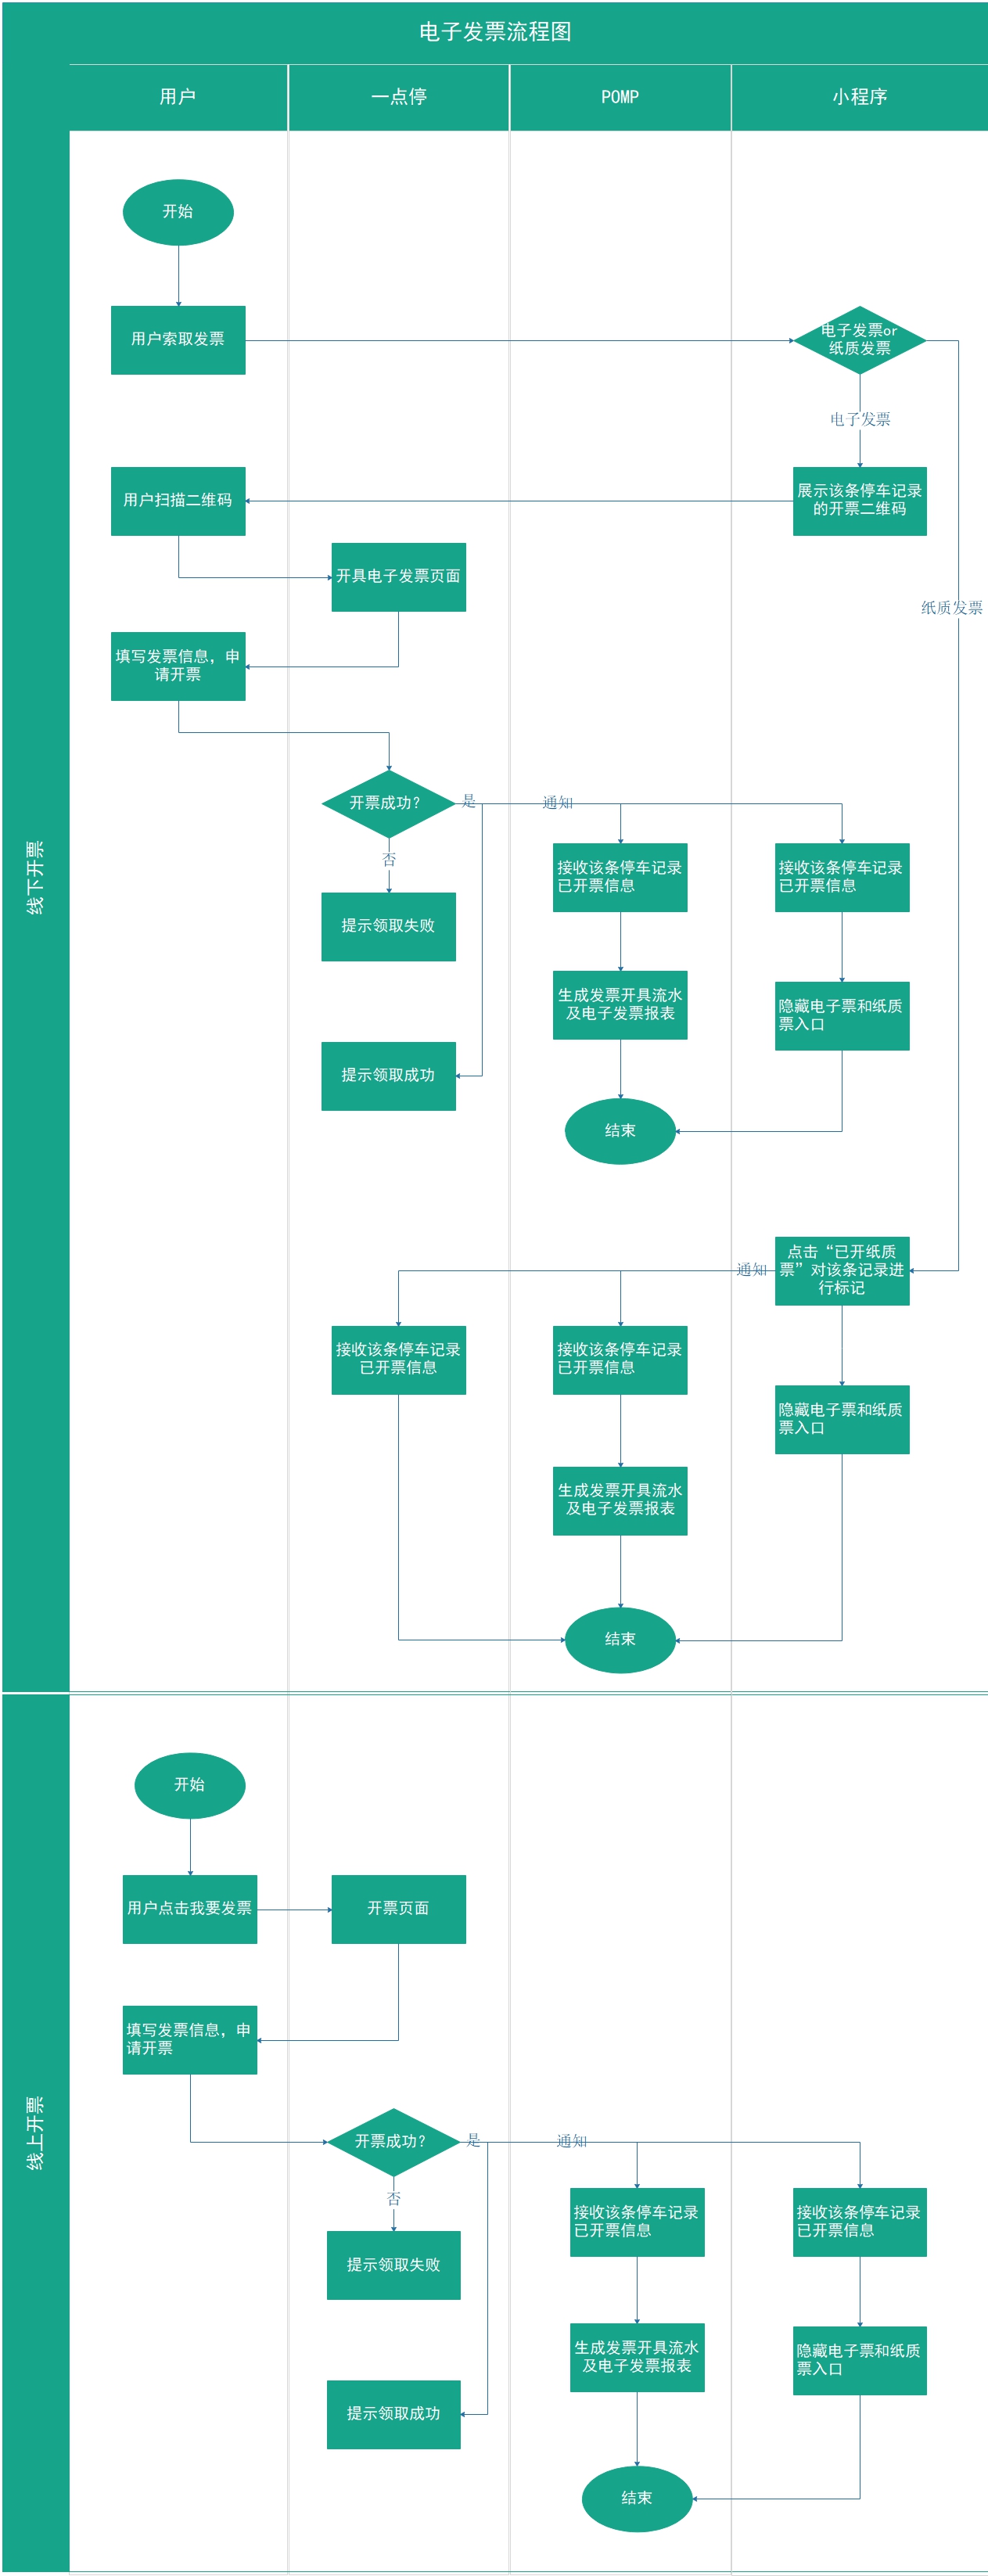 电子发票流程图
用户
一点停
POMP
小程序
线下开票
开始
用户索取发票
电子发票or
纸质发票
电子发票
用户扫描二维码
展示该条停车记录
的开票二维码
开具电子发票页面
纸质发票
填写发票信息，申
请开票
开票成功？
是
通知
否
接收该条停车记录
已开票信息
接收该条停车记录
已开票信息
提示领取失败
生成发票开具流水
及电子发票报表
隐藏电子票和纸质
票入口
提示领取成功
结束
点击“已开纸质
票”对该条记录进
行标记
通知
接收该条停车记录
已开票信息
接收该条停车记录
已开票信息
隐藏电子票和纸质
票入口
生成发票开具流水
及电子发票报表
结束
线上开票
开始
用户点击我要发票
开票页面
填写发票信息，申
请开票
开票成功？
是
通知
否
接收该条停车记录
已开票信息
接收该条停车记录
已开票信息
提示领取失败
生成发票开具流水
及电子发票报表
隐藏电子票和纸质
票入口
提示领取成功
结束